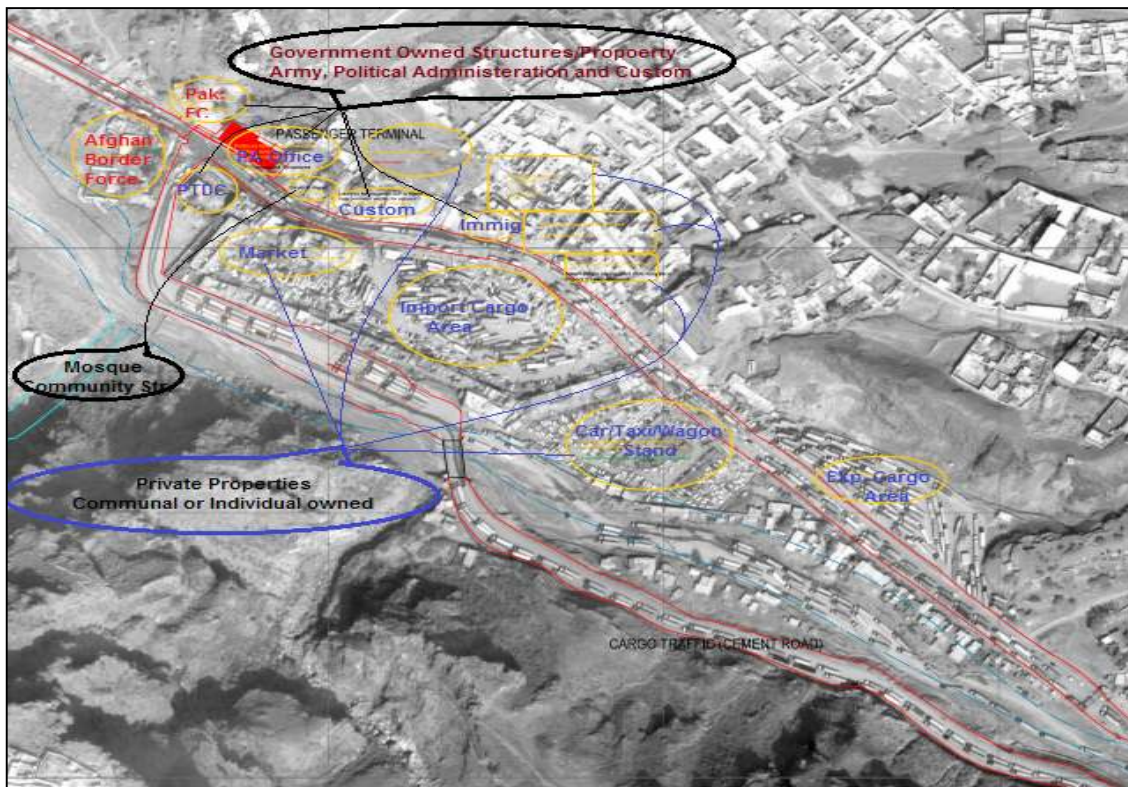 Government Owned Structures/Propoerty
Army, Political Administeration and Custom
Pak:
FC.
PASSENGER TERMINAL
Afghan
Border
Force.
PA Office
PTDC
Custom
Immig
Market
Import Cargo
Area
Mosque
Community Str.
Car/Taxi/Wagon
Stand
Exp. Cargo
Area
Private Properties
Communal or Individual owned
CARGO TRAFFIC (CEMENT ROAD)